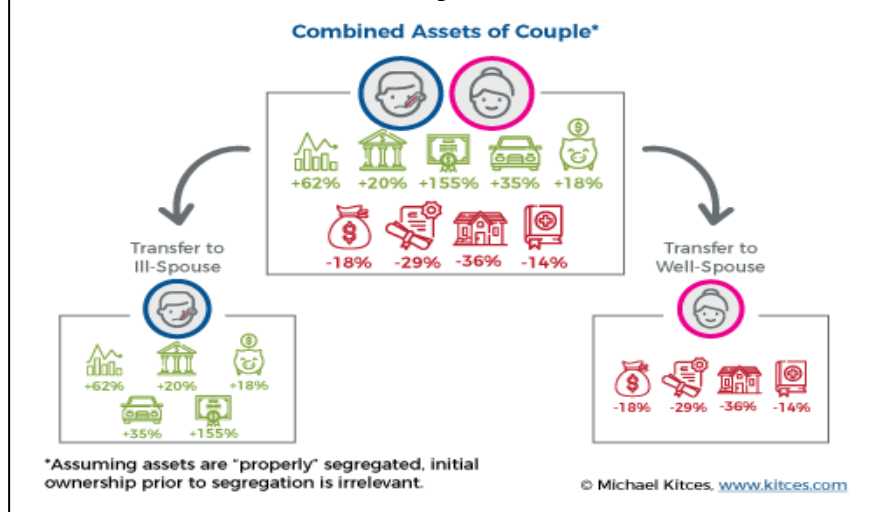 Combined Assets of Couple*
+62% +20% +155% +35% +18%
-18% -29% -36% -14%
Transfer to
Ill-Spouse
+62% +20% +18%
+35% +155%
Transfer to
Well-Spouse
-18% -29% -36% -14%
*Assuming assets are "properly" segregated, initial
ownership prior to segregation is irrelevant.
© Michael Kitces, www.kitces.com